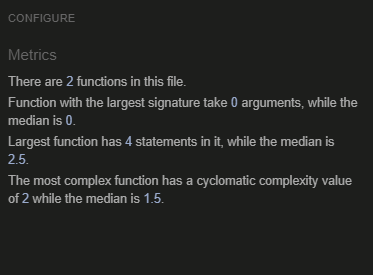 CONFIGURE
Metrics
There are 2 functions in this file.
Function with the largest signature take 0 arguments, while the
median is 0.
Largest function has 4 statements in it, while the median is
2.5.
The most complex function has a cyclomatic complexity value
of 2 while the median is 1.5.